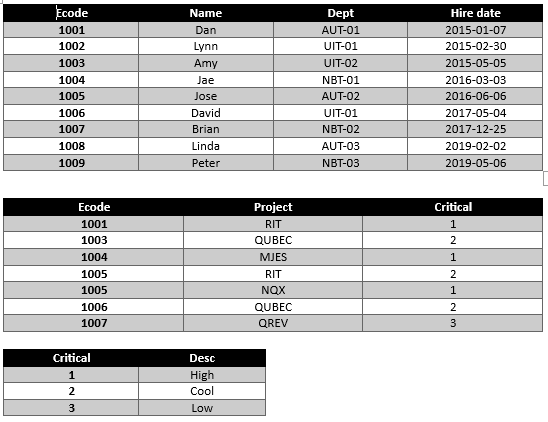 Ecode Name Dept Hire date
1001 Dan AUT-01 2015-01-07
1002 Lynn UIT-01 2015-02-30
1003 Amy UIT-02 2015-05-05
1004 Jae NBT-01 2016-03-03
1005 Jose AUT-02 2016-06-06
1006 David UIT-01 2017-05-04
1007 Brian NBT-02 2017-12-25
1008 Linda AUT-03 2019-02-02
1009 Peter NBT-03 2019-05-06
Ecode Project Critical
1001 RIT 1
1003 QUBEC 2
1004 MJES 1
1005 RIT 2
1005 NQX 1
1006 QUBEC 2
1007 QREV 3
Critical Desc
1 High
2 Cool
3 Low